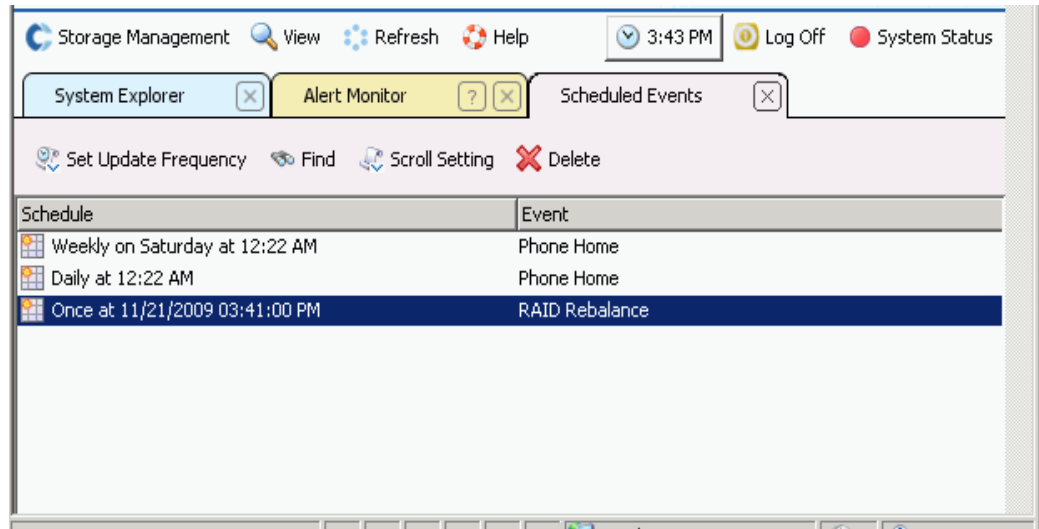 Storage Management View Refresh Help 3:43 PM Log Off System Status
System Explorer Alert Monitor ? Scheduled Events
Set Update Frequency Find Scroll Setting Delete
Schedule Event
Weekly on Saturday at 12:22 AM Phone Home
Daily at 12:22 AM Phone Home
Once at 11/21/2009 03:41:00 PM RAID Rebalance